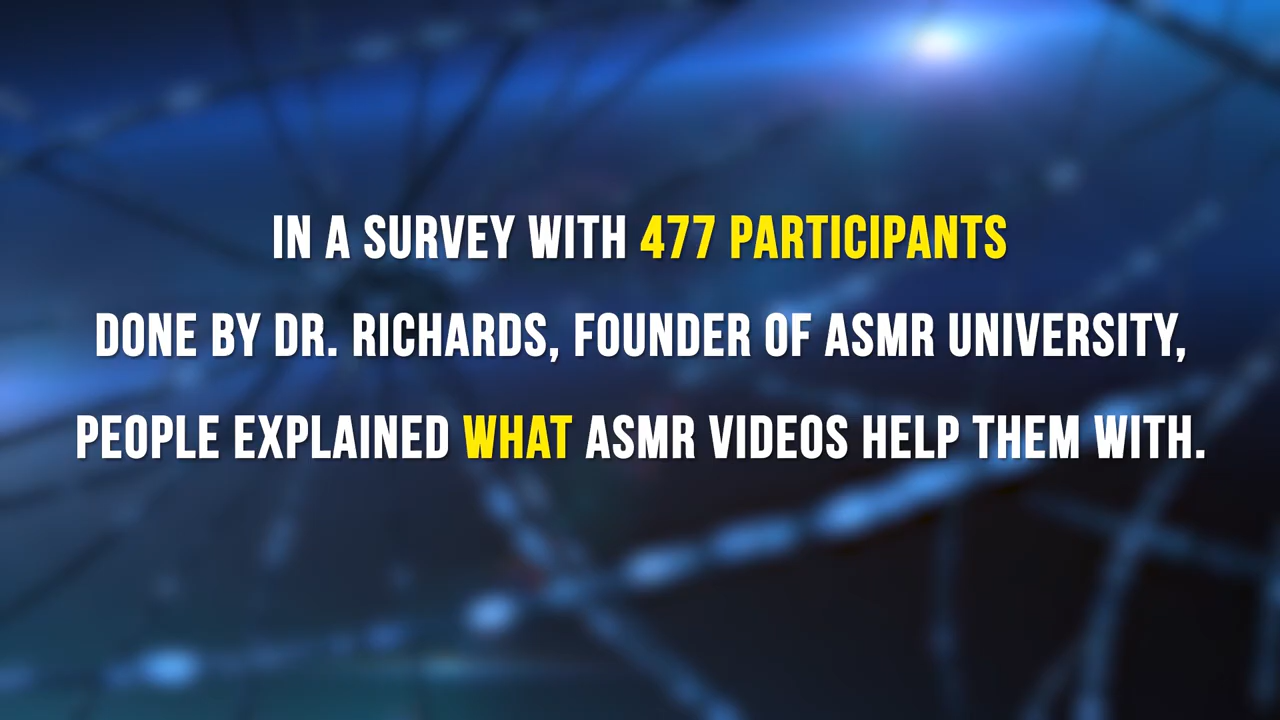 IN A SURVEY WITH 477 PARTICIPANTS
DONE BY DR. RICHARDS, FOUNDER OF ASMR UNIVERSITY,
PEOPLE EXPLAINED WHAT ASMR VIDEOS HELP THEM WITH.